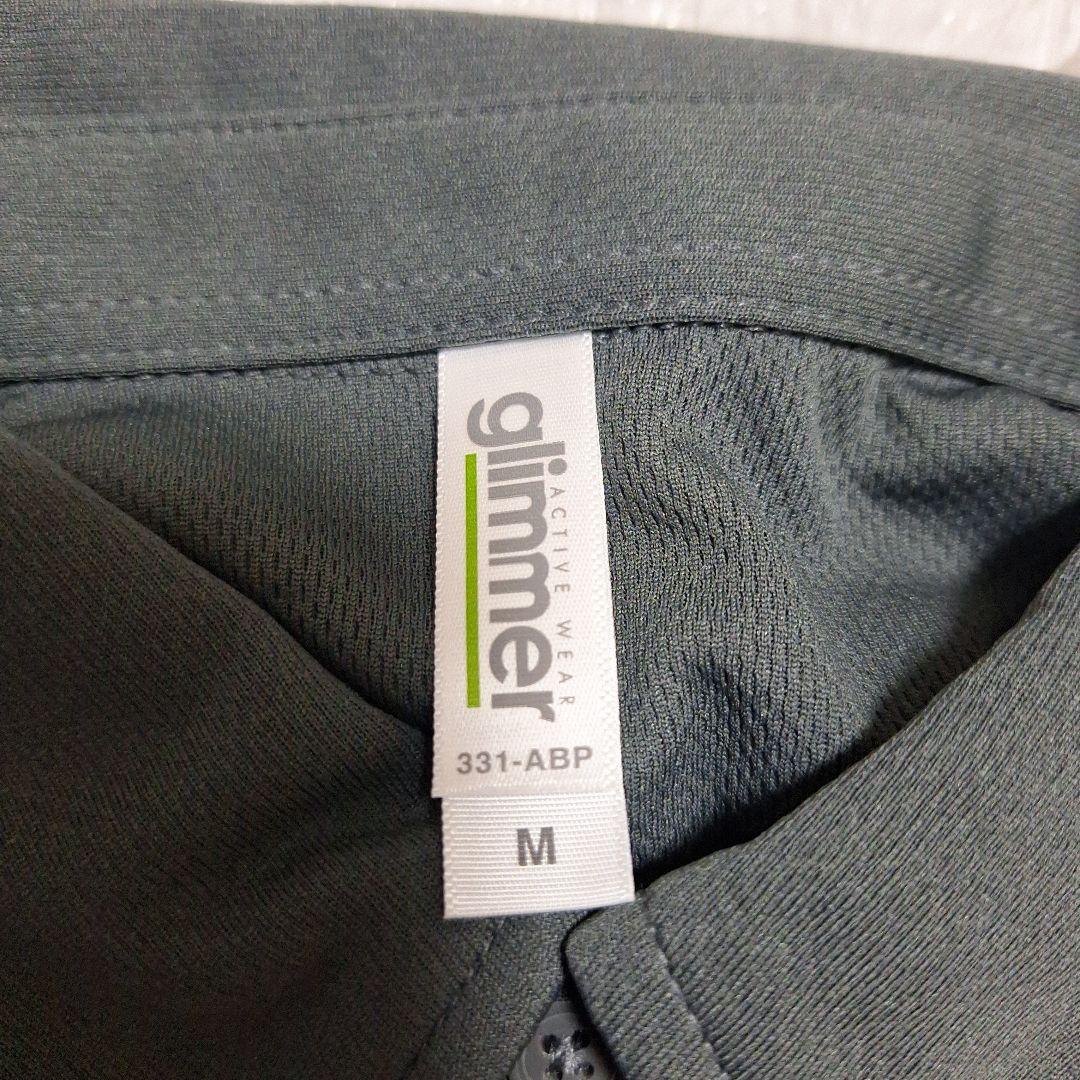 glimmer
ACTIVE WEAR
331-ABP
M